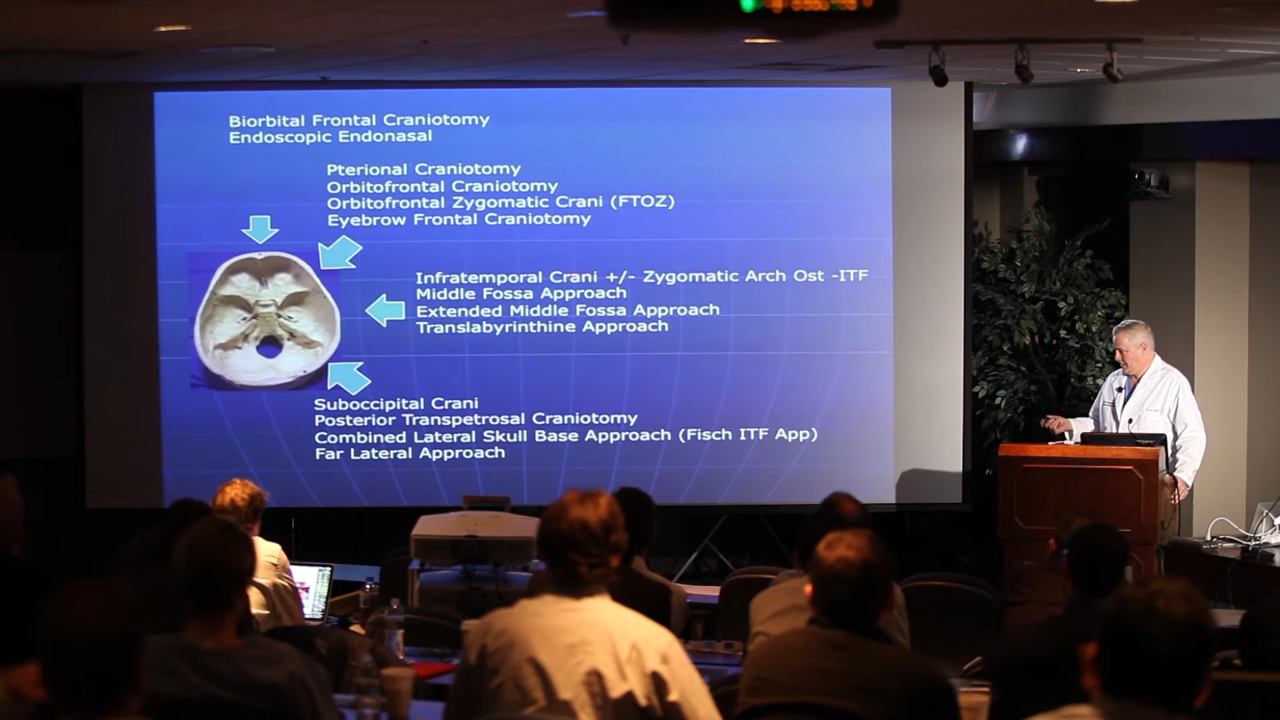 Biorbital Frontal Craniotomy
Endoscopic Endonasal
Pterional Craniotomy
Orbitofrontal Craniotomy
Orbitofrontal Zygomatic Crani (FTOZ)
Eyebrow Frontal Craniotomy
Infratemporal Crani +/- Zygomatic Arch Ost -ITF
Middle Fossa Approach
Extended Middle Fossa Approach
Translabyrinthine Approach
Suboccipital Crani
Posterior Transpetrosal Craniotomy
Combined Lateral Skull Base Approach (Fisch ITF App)
Far Lateral Approach